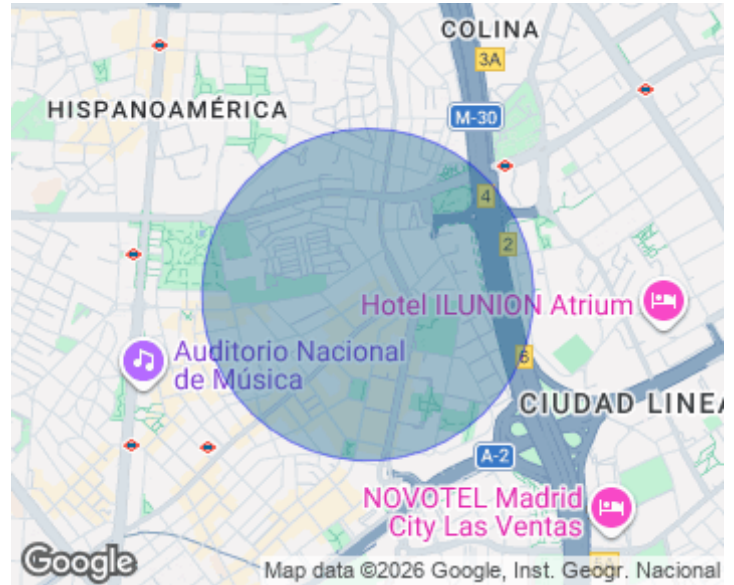 COLINA
3A
HISPANOAMÉRICA
M-30
4
2
Hotel ILUNION Atrium
Auditorio Nacional
de Música
6
CIUDAD LINEA
A-2
NOVOTEL Madrid
City Las Ventas
Google
Map data ©2026 Google, Inst. Geogr. Nacional